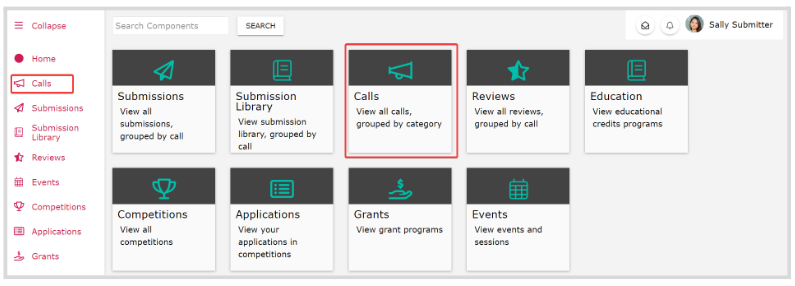 Collapse
Search Components
SEARCH
Sally Submitter
Home
Calls
Submissions
Submission
Library
Reviews
Events
Competitions
Applications
Grants
Submissions
View all
submissions,
grouped by call
Submission
Library
View submission
library, grouped by
call
Calls
View all calls,
grouped by category
Reviews
View all reviews,
grouped by call
Education
View educational
credits programs
Competitions
View all
competitions
Applications
View your
applications in
competitions
Grants
View grant programs
Events
View events and
sessions